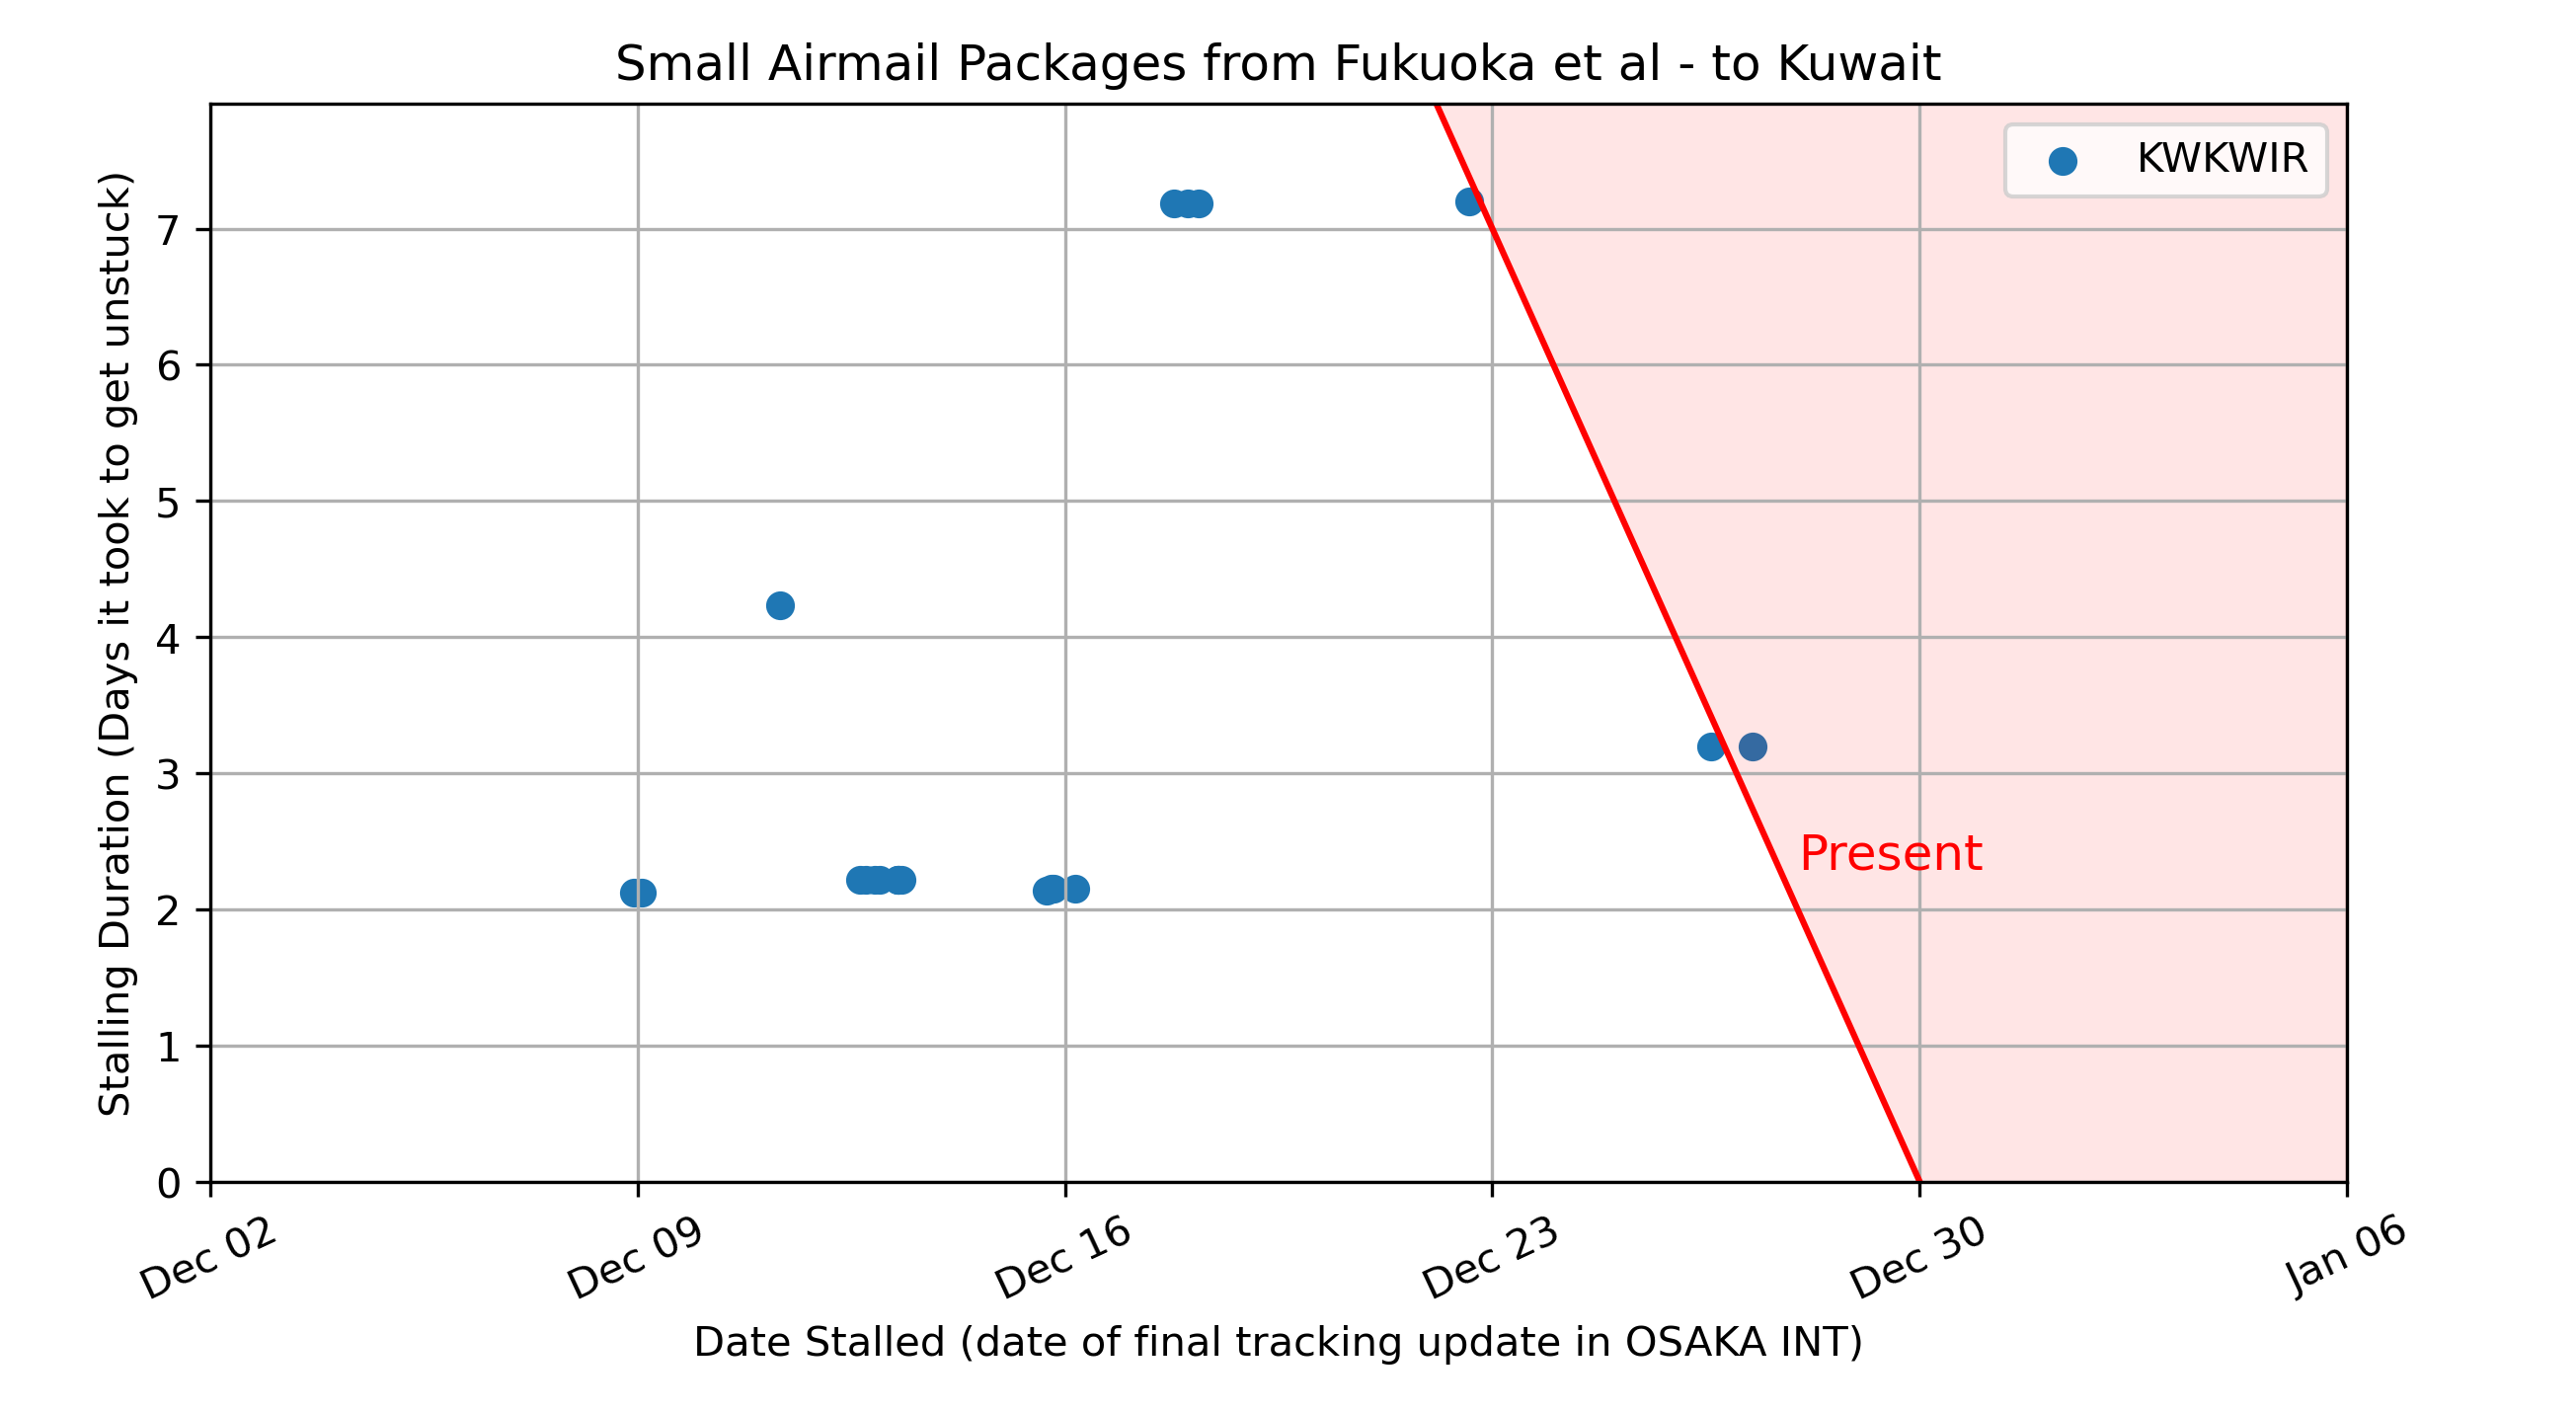 Small Airmail Packages from Fukuoka et al - to Kuwait
KWKWIR
Stalling Duration (Days it took to get unstuck)
7
6
5
4
3
2
1
0
Present
Dec 02
Dec 09
Dec 16
Dec 23
Dec 30
Jan 06
Date Stalled (date of final tracking update in OSAKA INT)